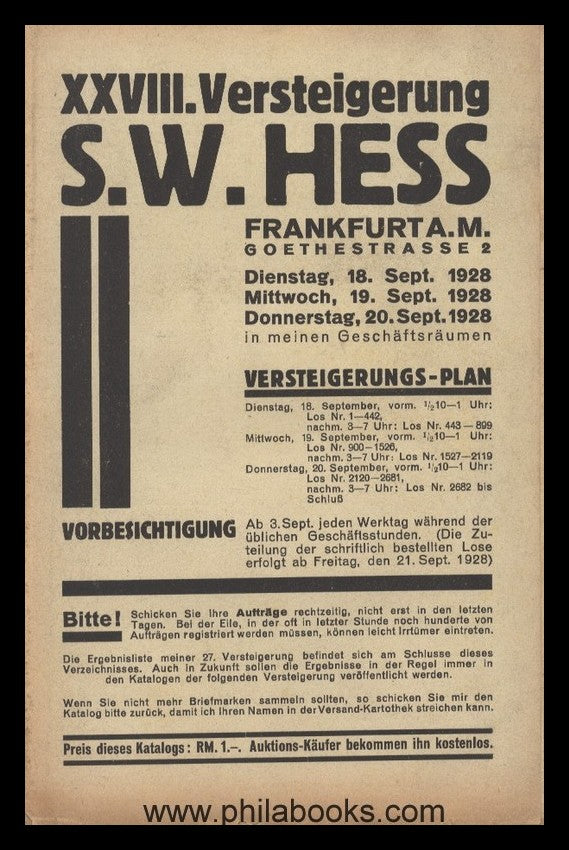 XXVIII. Versteigerung
S.W. HESS
FRANKFURT A.M.
GOETHESTRASSE 2
Dienstag, 18. Sept. 1928
Mittwoch, 19. Sept. 1928
Donnerstag, 20. Sept. 1928
in meinen Geschäftsräumen
VERSTEIGERUNGS-PLAN
Dienstag, 18. September, vorm. ½10—1 Uhr:
Los Nr. 1—442,
nachm. 3—7 Uhr: Los Nr. 443—899
Mittwoch, 19. September, vorm. ½10—1 Uhr:
Los Nr. 900—1526,
nachm. 3—7 Uhr: Los Nr. 1527—2119
Donnerstag, 20. September, vorm. ½10—1 Uhr:
Los Nr. 2120—2681,
nachm. 3—7 Uhr: Los Nr. 2682 bis
Schluß
VORBESICHTIGUNG
Ab 3. Sept. jeden Werktag während der
üblichen Geschäftsstunden. (Die Zu-
teilung der schriftlich bestellten Lose
erfolgt ab Freitag, den 21. Sept. 1928)
Bitte!
Schicken Sie Ihre Aufträge rechtzeitig, nicht erst in den letzten
Tagen. Bei der Eile, in der oft in letzter Stunde noch hunderte von
Aufträgen registriert werden müssen, können leicht Irrtümer eintreten.
Die Ergebnisliste meiner 27. Versteigerung befindet sich am Schlusse dieses
Verzeichnisses. Auch in Zukunft sollen die Ergebnisse in der Regel immer in
den Katalogen der folgenden Versteigerung veröffentlicht werden.
Wenn Sie nicht mehr Briefmarken sammeln sollten, so schicken Sie mir den
Katalog bitte zurück, damit ich Ihren Namen in der Versand-Kartothek streichen kann.
Preis dieses Katalogs: RM. 1.-. Auktions-Käufer bekommen ihn kostenlos.
www.philabooks.com